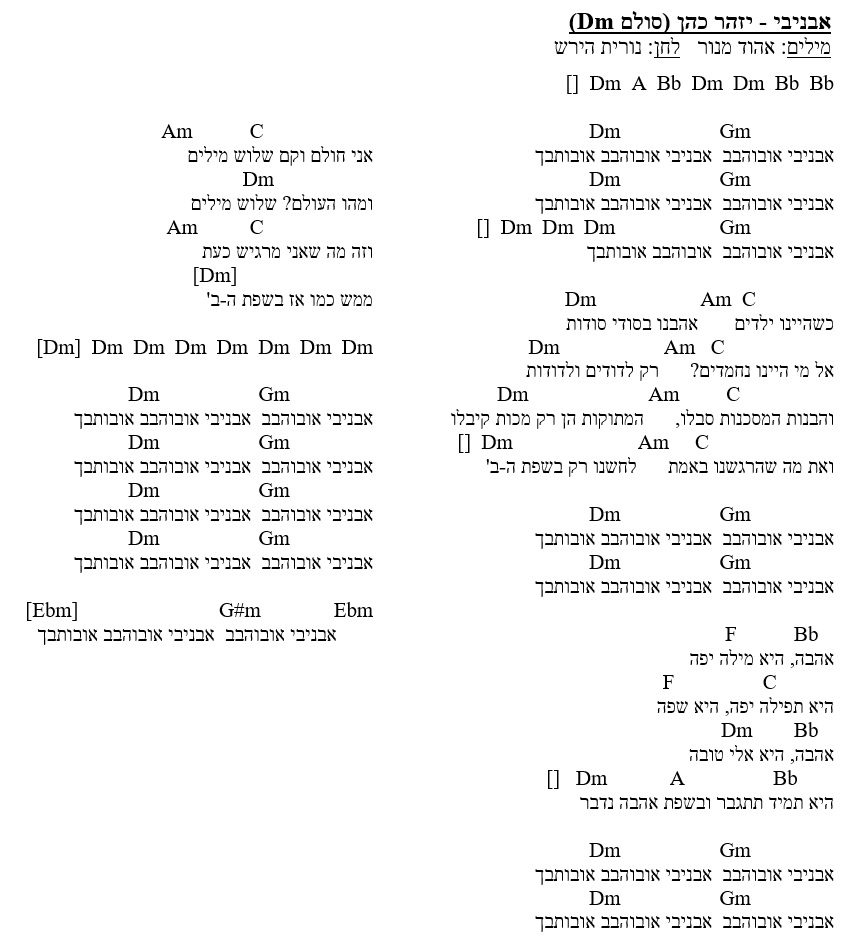 אבניבי - יזהר כהן (סולם Dm)
מילים: אהוד מנור   לחן: נורית הירש
[]  Dm  A  Bb  Dm  Dm  Bb  Bb
Dm                    Gm
אבניבי אובוהבב  אבניבי אובוהבב אובותבך
Dm                    Gm
אבניבי אובוהבב  אבניבי אובוהבב אובותבך
[]  Dm  Dm  Dm                    Gm
אבניבי אובוהבב  אובוהבב אובותבך
Dm                    Am  C
כשהיינו ילדים      אהבנו בסודי סודות
Dm                    Am   C
אל מי היינו נחמדים?      רק לדודים ולדודות
Dm                       Am              C
והבנות המסכנות סבלו,      המתוקות הן רק מכות קיבלו
[]  Dm                        Am     C
ואת מה שהרגשנו באמת      לחשנו רק בשפת ה-ב'
Dm                    Gm
אבניבי אובוהבב  אבניבי אובוהבב אובותבך
Dm                    Gm
אבניבי אובוהבב  אבניבי אובוהבב אובותבך
F           Bb
אהבה, היא מילה יפה
F                 C
היא תפילה יפה, היא שפה
Dm        Bb
אהבה, היא אלי טובה
[]   Dm            A                 Bb
היא תמיד תתגבר ובשפת אהבה נדבר
Dm                    Gm
אבניבי אובוהבב  אבניבי אובוהבב אובותבך
Dm                    Gm
אבניבי אובוהבב  אבניבי אובוהבב אובותבך
Am           C
אני חולם וקם שלוש מילים
Dm
ומהו העולם? שלוש מילים
Am          C
וזה מה שאני מרגיש כעת
[Dm]
ממש כמו אז בשפת ה-ב'
[Dm]  Dm  Dm  Dm  Dm  Dm  Dm  Dm
Dm                    Gm
אבניבי אובוהבב  אבניבי אובוהבב אובותבך
Dm                    Gm
אבניבי אובוהבב  אבניבי אובוהבב אובותבך
Dm                    Gm
אבניבי אובוהבב  אבניבי אובוהבב אובותבך
Dm                    Gm
אבניבי אובוהבב  אבניבי אובוהבב אובותבך
[Ebm]                           G#m              Ebm
אבניבי אובוהבב  אבניבי אובוהבב אובותבך